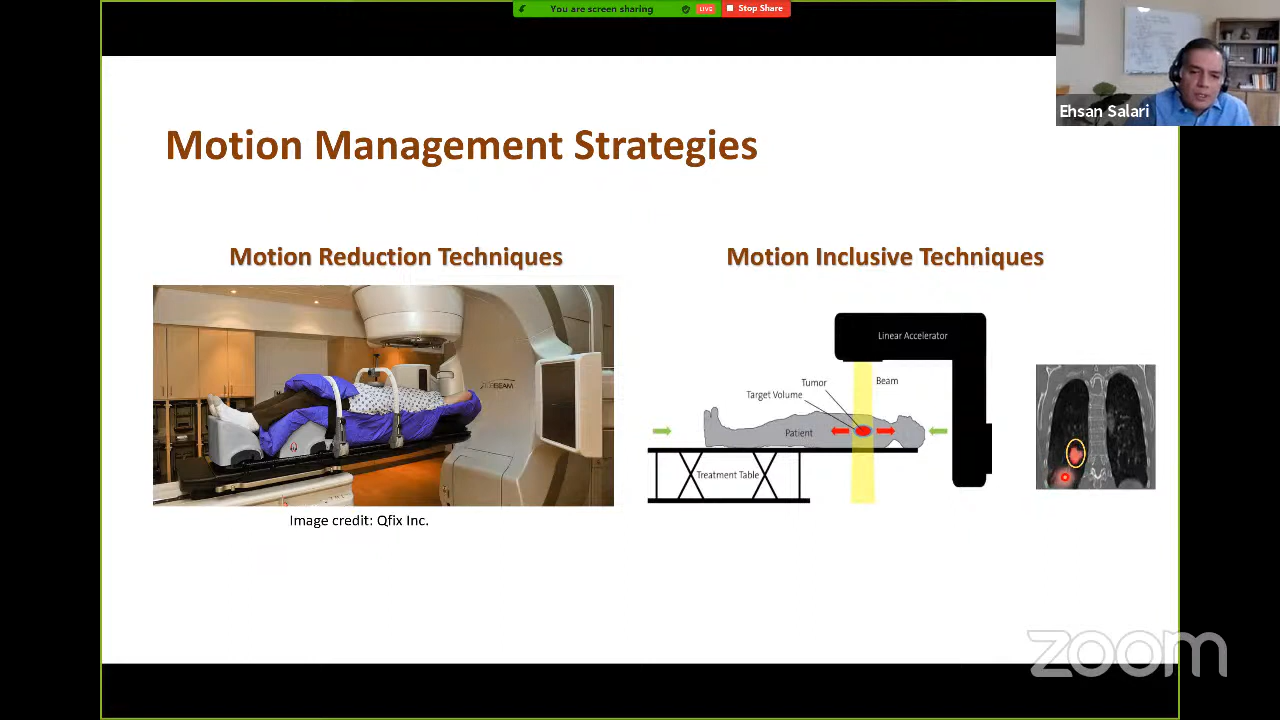 You are screen sharing
LIVE
Stop Share
Ehsan Salari
Motion Management Strategies
Motion Reduction Techniques
Motion Inclusive Techniques
Linear Accelerator
Tumor
Beam
Target Volume
Patient
Treatment Table
Image credit: Qfix Inc.
zoom